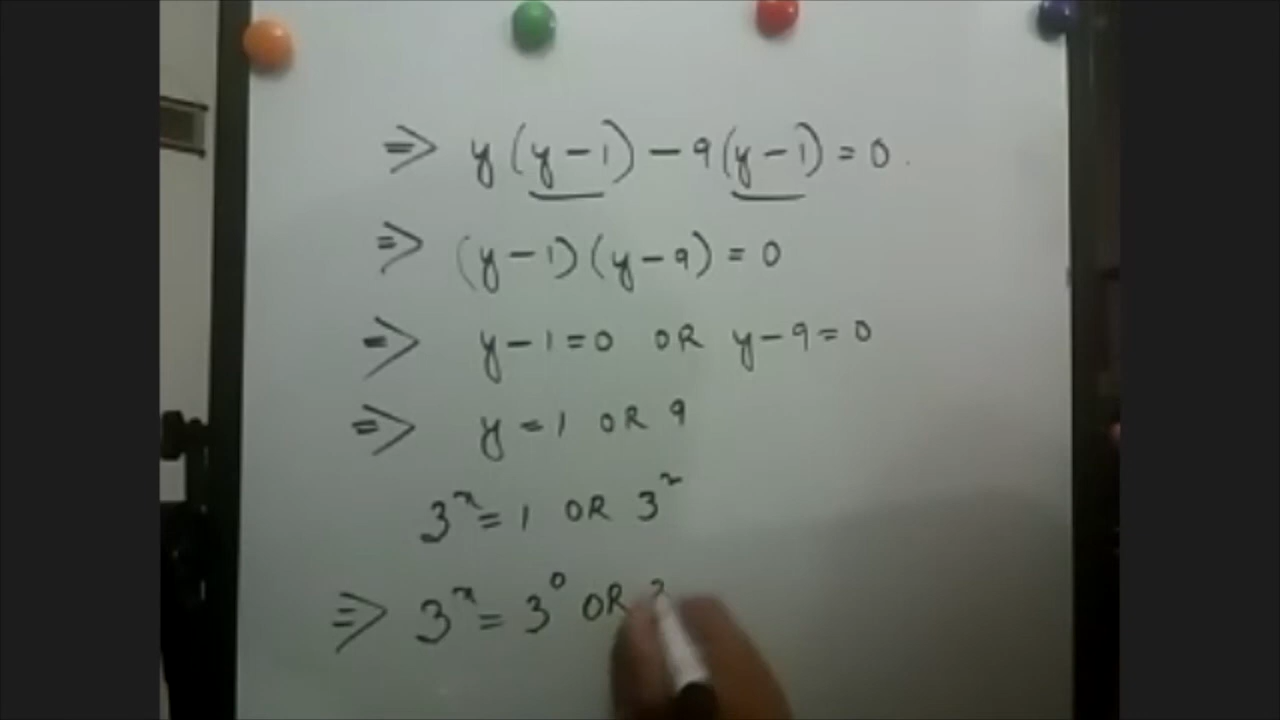 ⇒ y(y-1)-9(y-1)=0.
⇒ (y-1)(y-9)=0
⇒ y-1=0 OR y-9=0
⇒ y=1 OR 9
3ˣ=1 OR 3²
⇒ 3ˣ=3⁰ OR